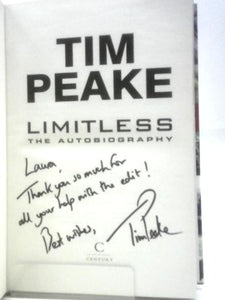 TIM
PEAKE
LIMITLESS
THE AUTOBIOGRAPHY
Laura,
Thank you so much for
all your help with the edit!
Best wishes,
Tim Peake
C
CENTURY